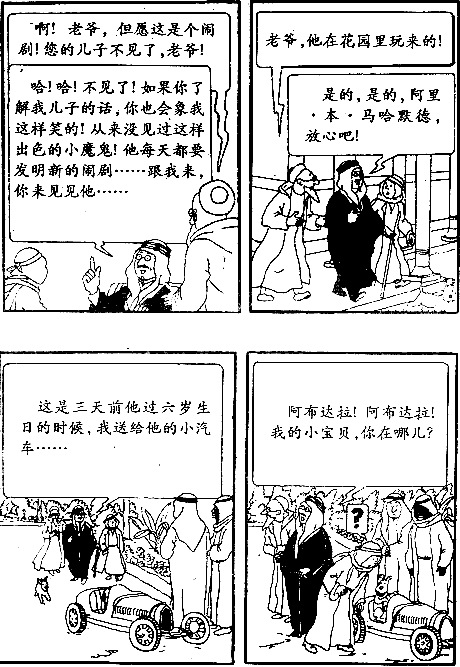 啊！老爷，但愿这是个闹
剧！您的儿子不见了，老爷！
哈！哈！不见了！如果你了
解我儿子的话，你也会象我
这样笑的！从来没见过这样
出色的小魔鬼！他每天都要
发明新的闹剧……跟我来，
你来见见他……
老爷，他在花园里玩来的！
是的，是的，阿里
·本·马哈默德，
放心吧！
这是三天前他过六岁生
日的时候，我送给他的小汽
车……
阿布达拉！阿布达拉！
我的小宝贝，你在哪儿？
?